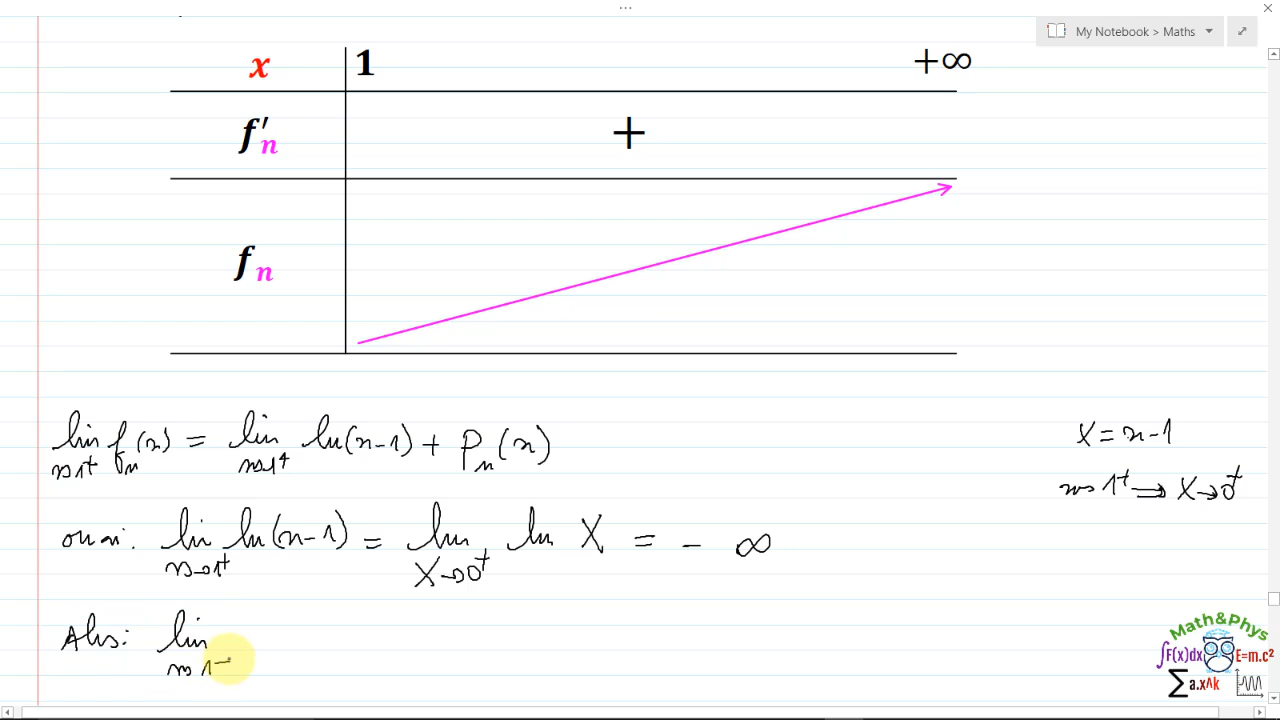 ...
My Notebook > Maths
x 1 +∞
f'n +
fn
lim x→1⁺ fn(x) = lim x→1⁺ ln(x-1) + Pn(x)
X = x-1
x→1⁺ ⟹ X→0⁺
on a: lim x→1⁺ ln(x-1) = lim X→0⁺ ln X = - ∞
Alors: lim x→1
Math&Phys
∫F(x)dx E=m.c²
∑ a.x∧k